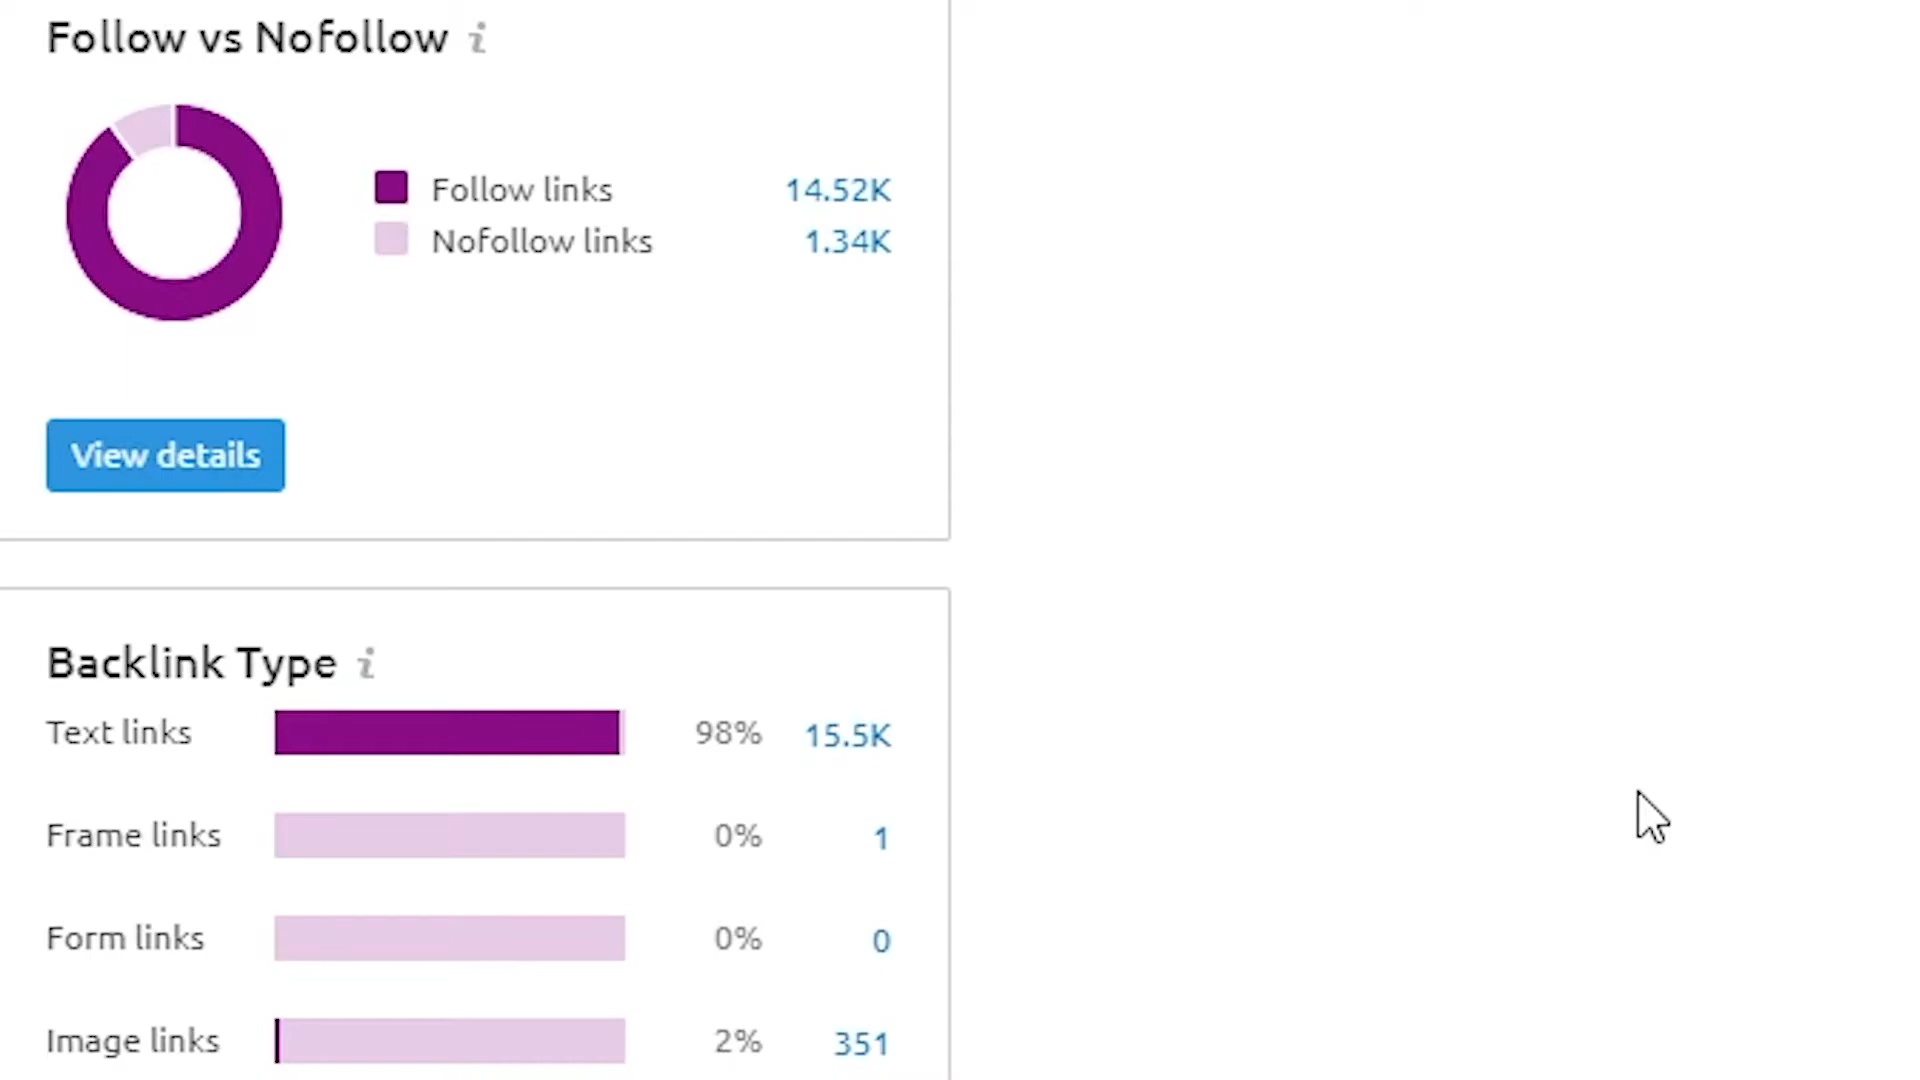 Follow vs Nofollow i
Follow links 14.52K
Nofollow links 1.34K
View details
Backlink Type i
Text links 98% 15.5K
Frame links 0% 1
Form links 0% 0
Image links 2% 351